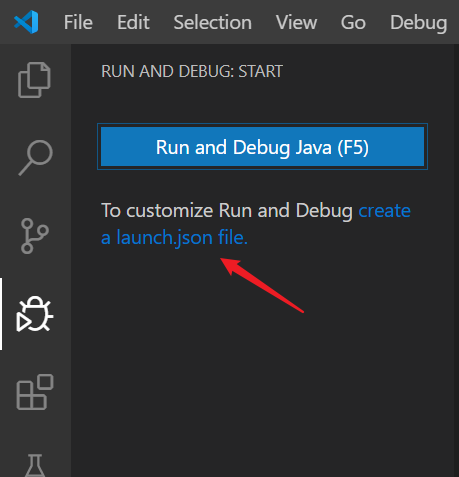 File Edit Selection View Go Debug
RUN AND DEBUG: START
Run and Debug Java (F5)
To customize Run and Debug create
a launch.json file.